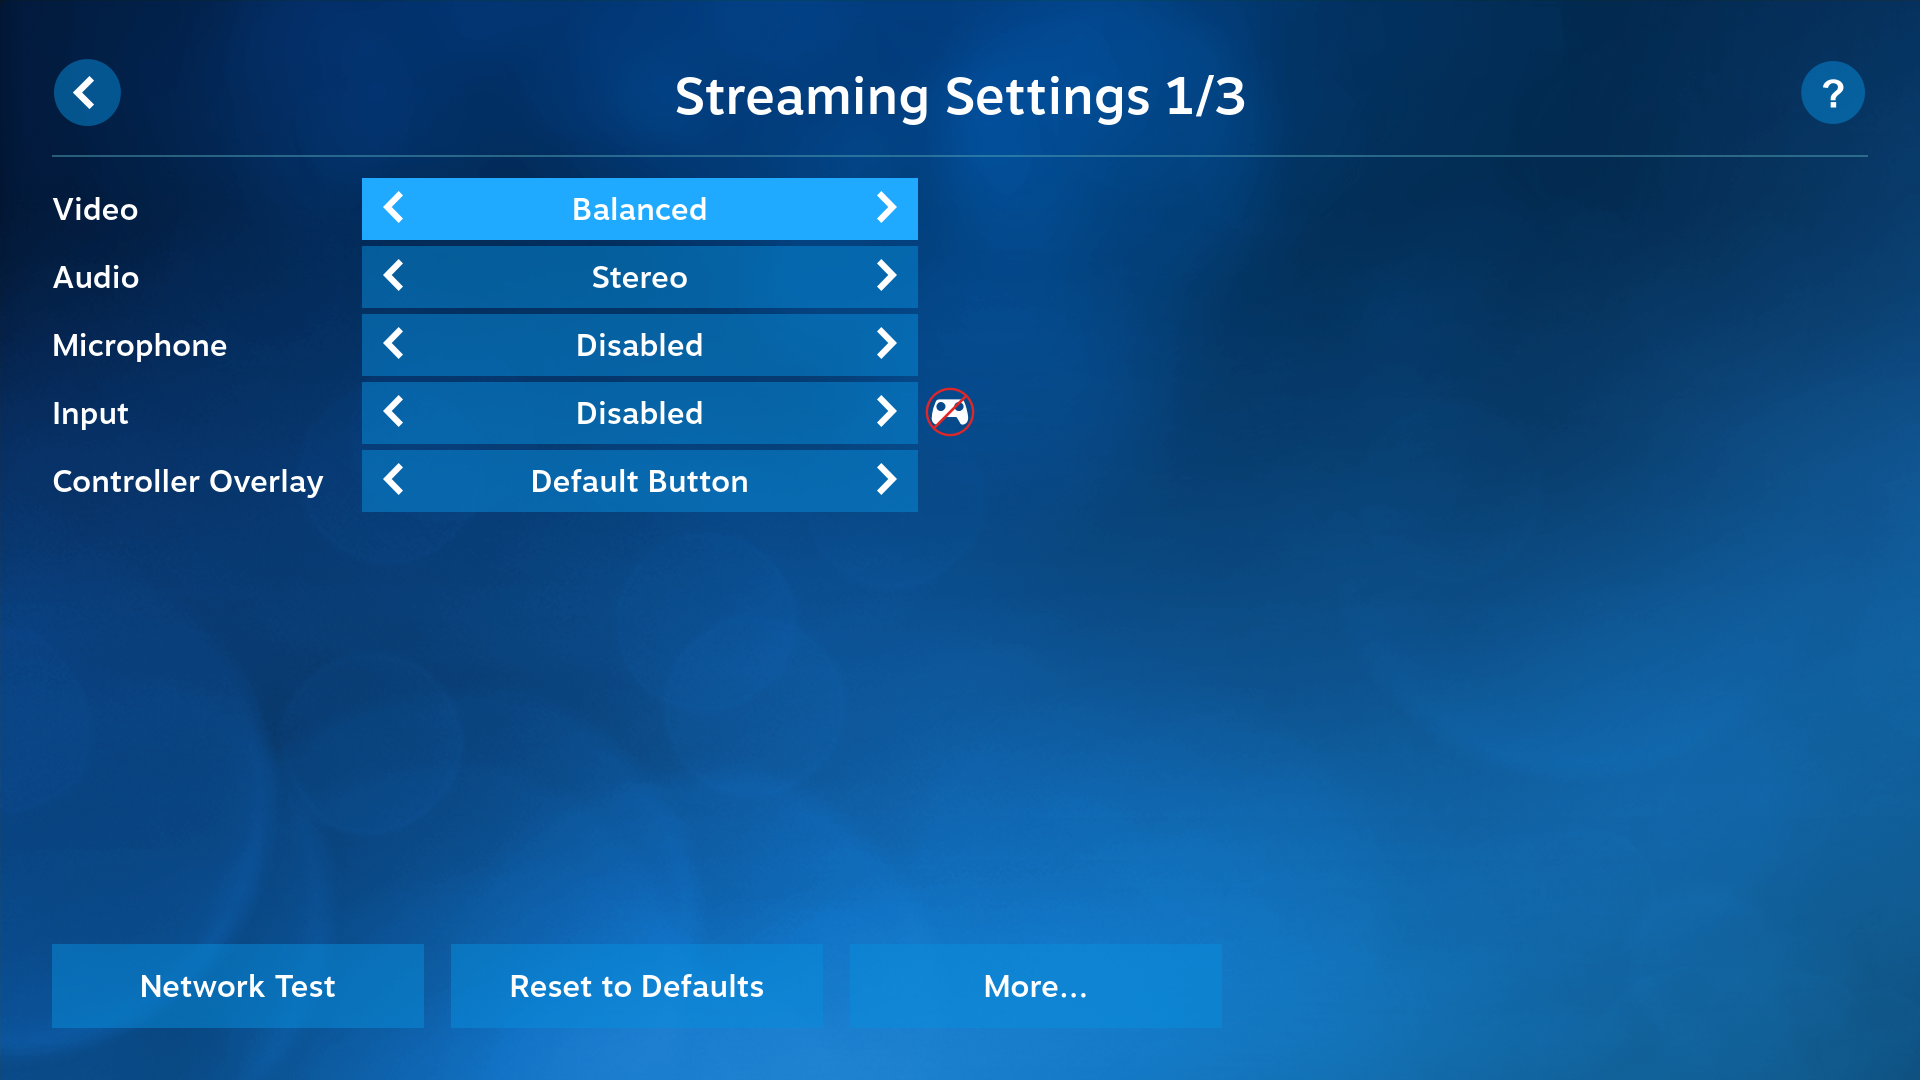 Streaming Settings 1/3
?
Video
Balanced
Audio
Stereo
Microphone
Disabled
Input
Disabled
Controller Overlay
Default Button
Network Test
Reset to Defaults
More...